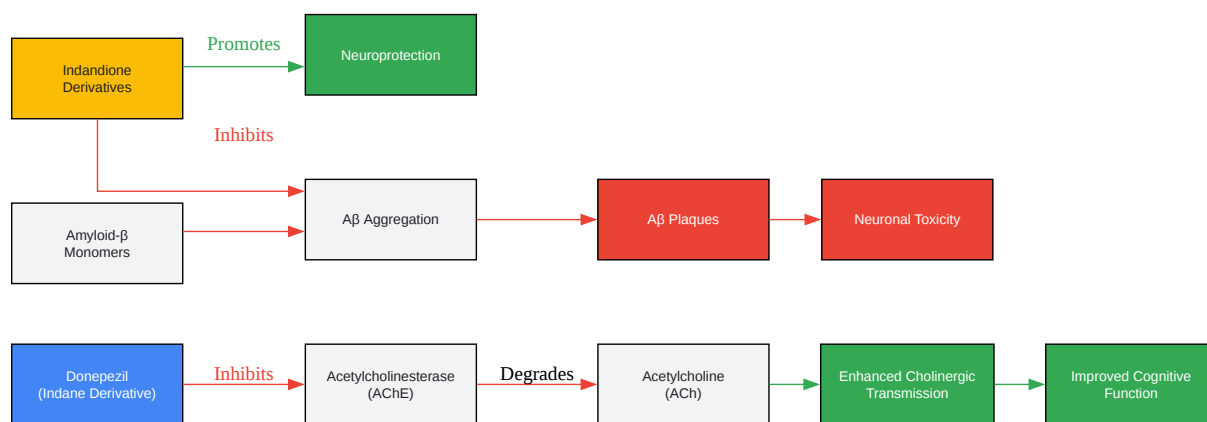 Promotes
Indandione
Derivatives
Neuroprotection
Inhibits
Amyloid-β
Monomers
Aβ Aggregation
Aβ Plaques
Neuronal Toxicity
Donepezil
(Indane Derivative)
Inhibits
Acetylcholinesterase
(AChE)
Degrades
Acetylcholine
(ACh)
Enhanced Cholinergic
Transmission
Improved Cognitive
Function